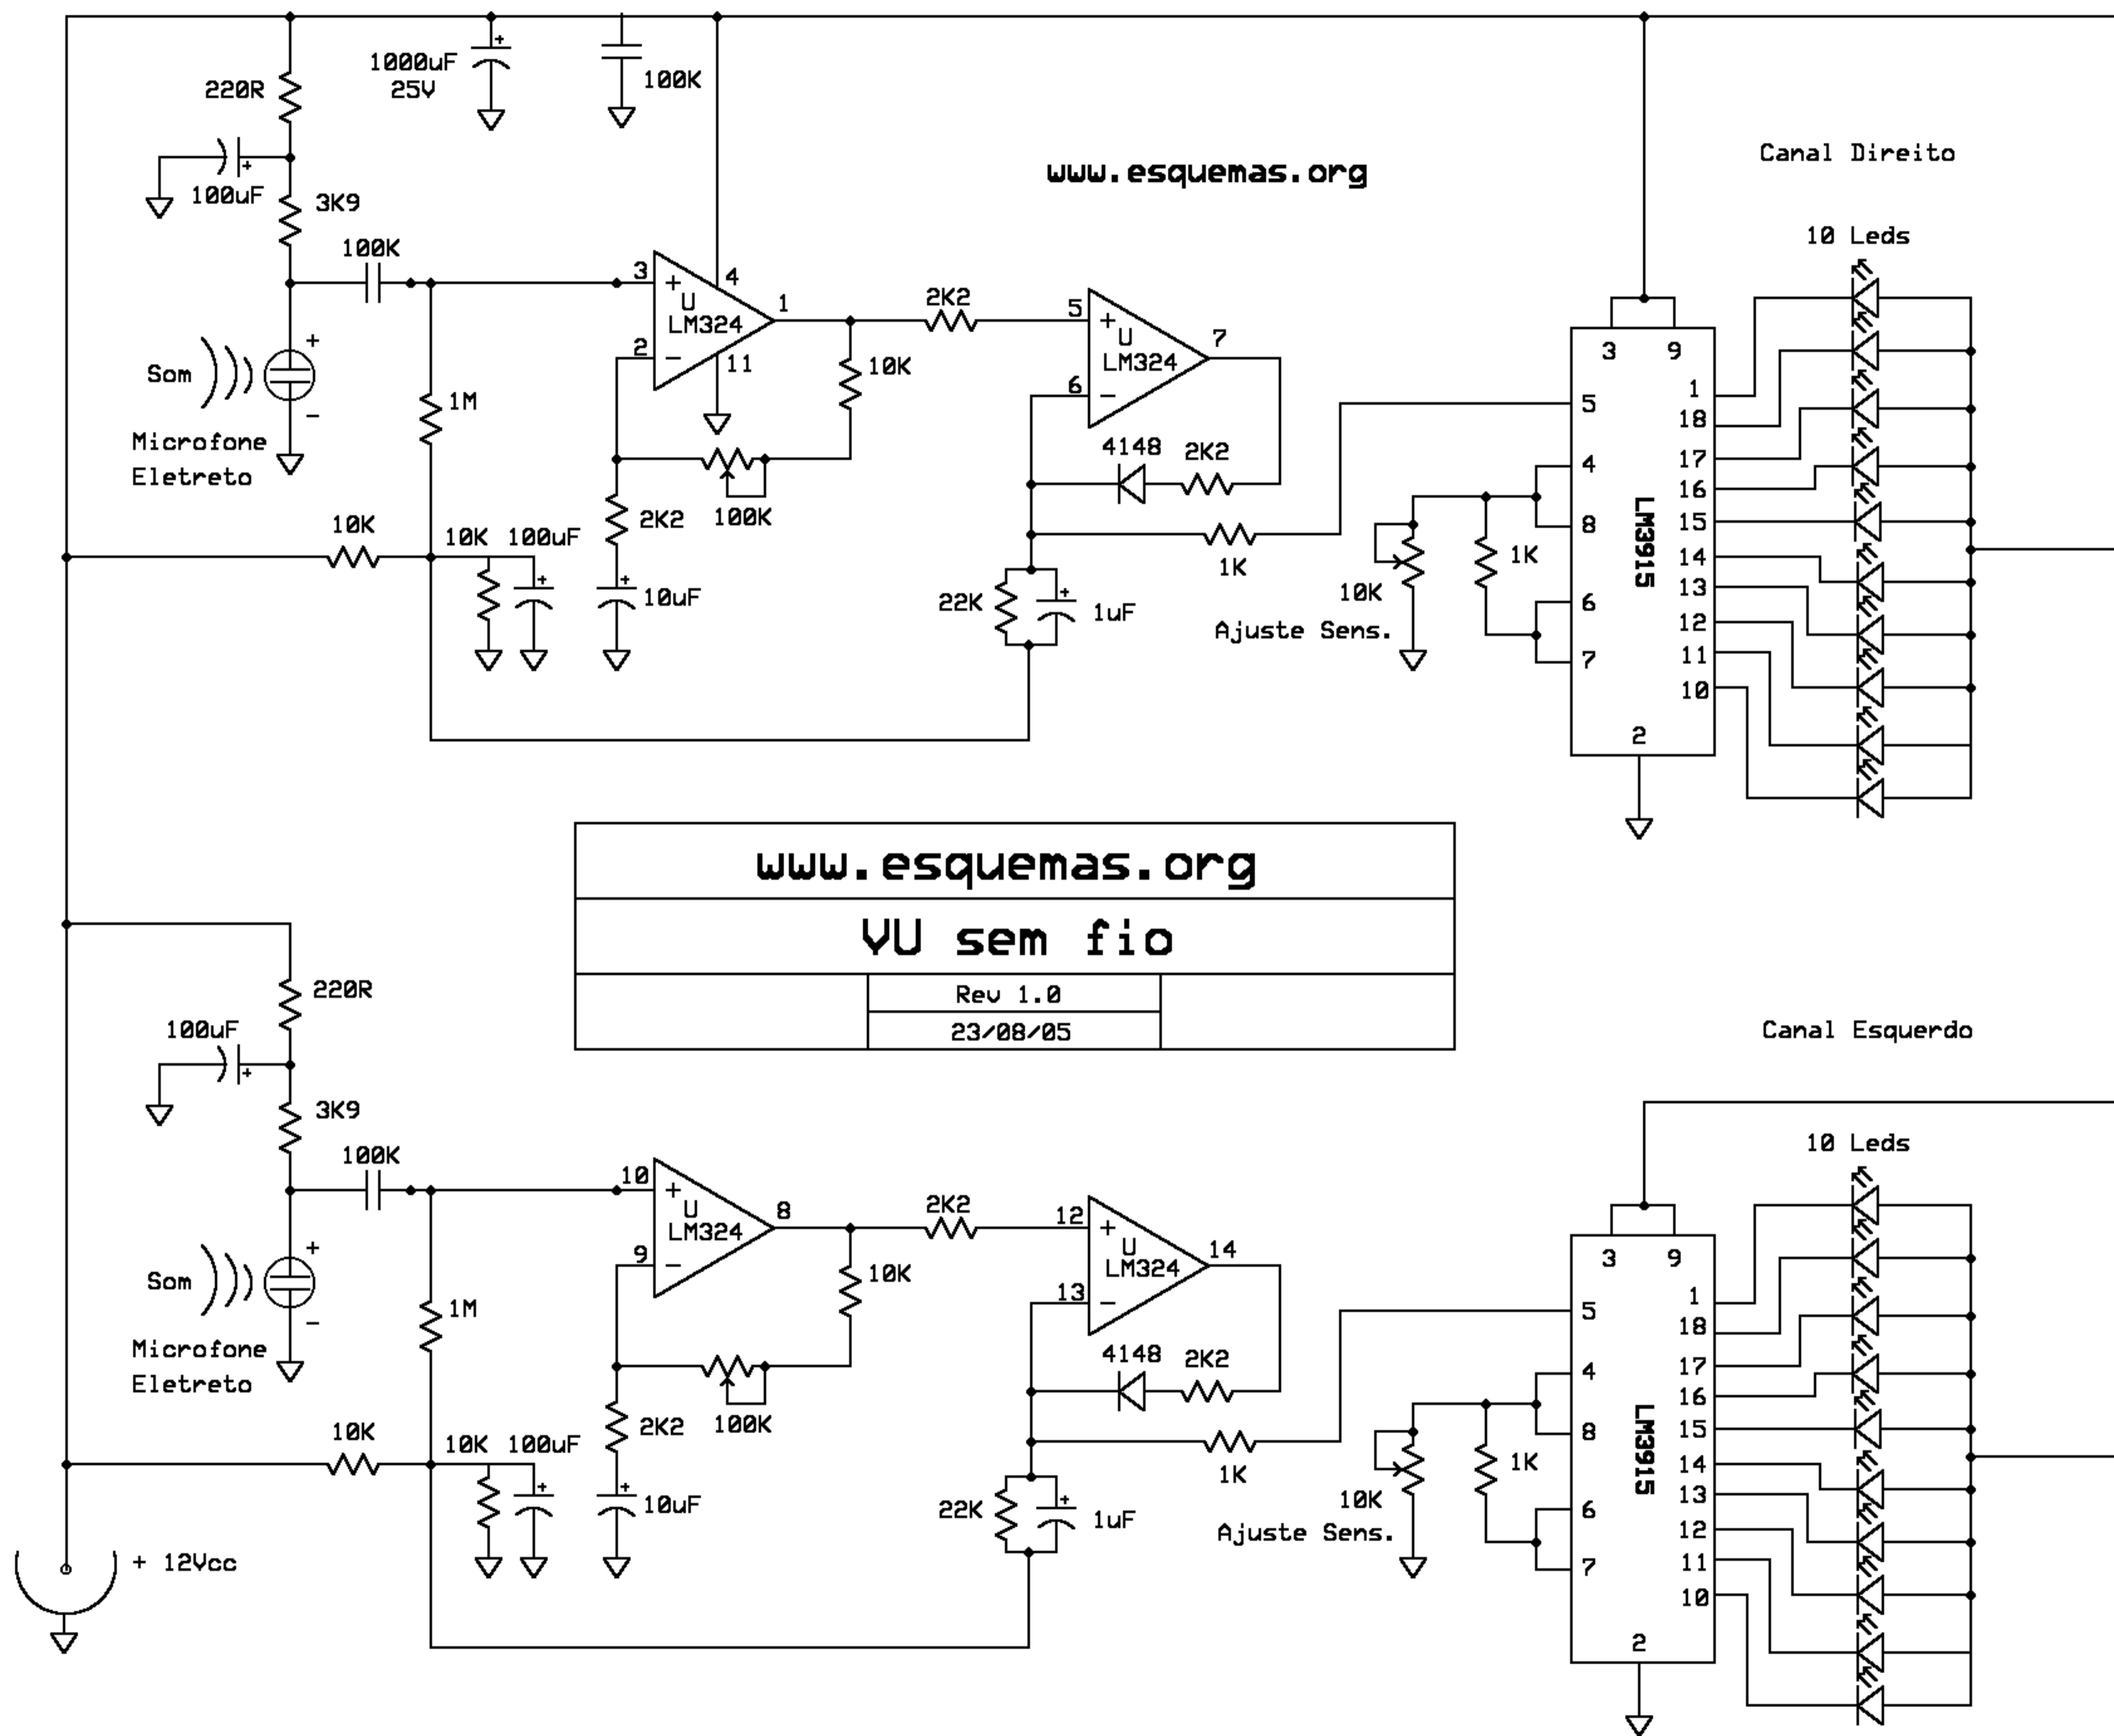 1000uF
25V
100K
220R
100uF
3K9
100K
Som
+
-
Microfone
Eletreto
1M
10K
10K
100uF
3
+
4
U
LM324
1
2
-
11
10K
100K
2K2
+
10uF
2K2
www.esquemas.org
5
+
U
LM324
7
6
-
4148
2K2
1K
22K
+
1uF
10K
Ajuste Sens.
1K
Canal Direito
10 Leds
3
9
5
4
8
6
7
LM3915
1
18
17
16
15
14
13
12
11
10
2
www.esquemas.org
VU sem fio
Rev 1.0
23/08/05
220R
100uF
+
3K9
100K
Som
+
-
Microfone
Eletreto
1M
10K
10K
100uF
+
+ 12Vcc
10
+
U
LM324
8
9
-
10K
100K
2K2
+
10uF
2K2
12
+
U
LM324
14
13
-
4148
2K2
1K
22K
+
1uF
10K
Ajuste Sens.
1K
Canal Esquerdo
10 Leds
3
9
5
4
8
6
7
LM3915
1
18
17
16
15
14
13
12
11
10
2